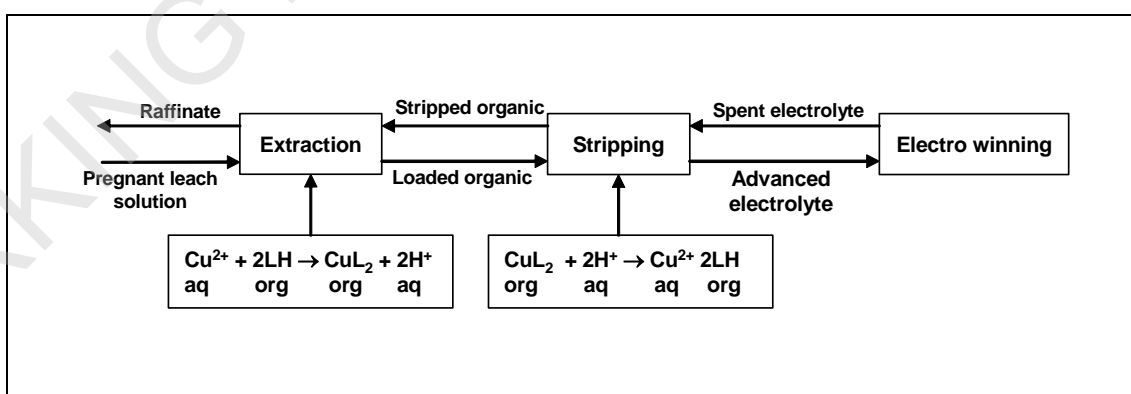 Raffinate
Stripped organic
Spent electrolyte
Extraction
Stripping
Electro winning
Pregnant leach
solution
Loaded organic
Advanced
electrolyte
Cu²⁺ + 2LH → CuL₂ + 2H⁺
aq org org aq
CuL₂ + 2H⁺ → Cu²⁺ 2LH
org aq aq org
KING